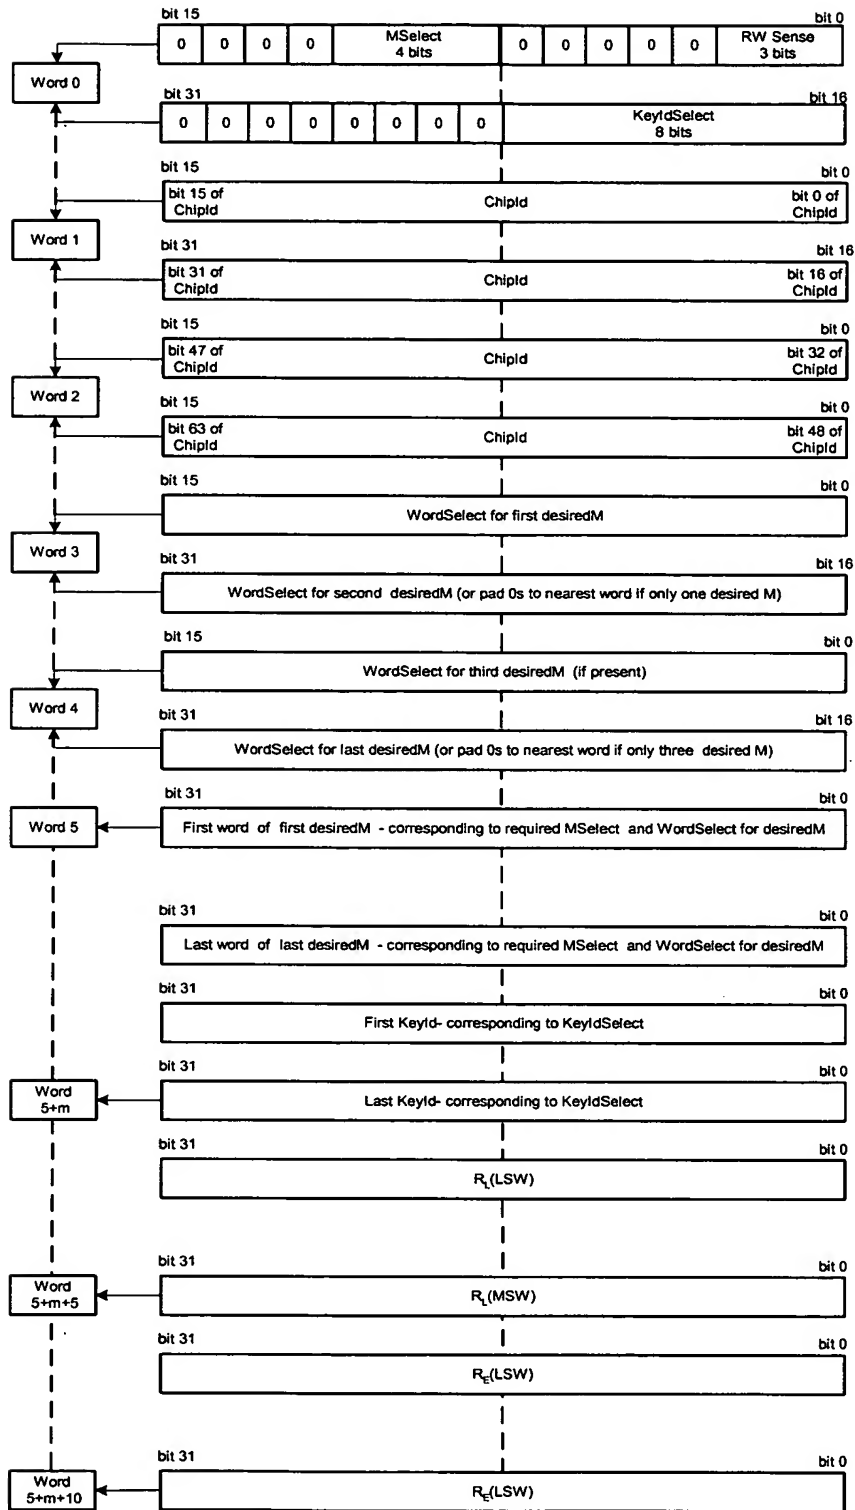 bit 15 bit 0
0 0 0 0 MSelect 4 bits 0 0 0 0 0 RW Sense 3 bits
Word 0
bit 31 bit 16
0 0 0 0 0 0 0 0 KeyIdSelect 8 bits
bit 15 bit 0
bit 15 of ChipId ChipId bit 0 of ChipId
Word 1
bit 31 bit 16
bit 31 of ChipId ChipId bit 16 of ChipId
bit 15 bit 0
bit 47 of ChipId ChipId bit 32 of ChipId
Word 2
bit 15 bit 0
bit 63 of ChipId ChipId bit 48 of ChipId
bit 15 bit 0
WordSelect for first desiredM
Word 3
bit 31 bit 16
WordSelect for second desiredM (or pad 0s to nearest word if only one desired M)
bit 15 bit 0
WordSelect for third desiredM (if present)
Word 4
bit 31 bit 16
WordSelect for last desiredM (or pad 0s to nearest word if only three desired M)
bit 31 bit 0
Word 5 First word of first desiredM - corresponding to required MSelect and WordSelect for desiredM
bit 31 bit 0
Last word of last desiredM - corresponding to required MSelect and WordSelect for desiredM
bit 31 bit 0
First KeyId- corresponding to KeyIdSelect
bit 31 bit 0
Word 5+m Last KeyId- corresponding to KeyIdSelect
bit 31 bit 0
R_L(LSW)
bit 31 bit 0
Word 5+m+5 R_L(MSW)
bit 31 bit 0
R_E(LSW)
bit 31 bit 0
Word 5+m+10 R_E(LSW)